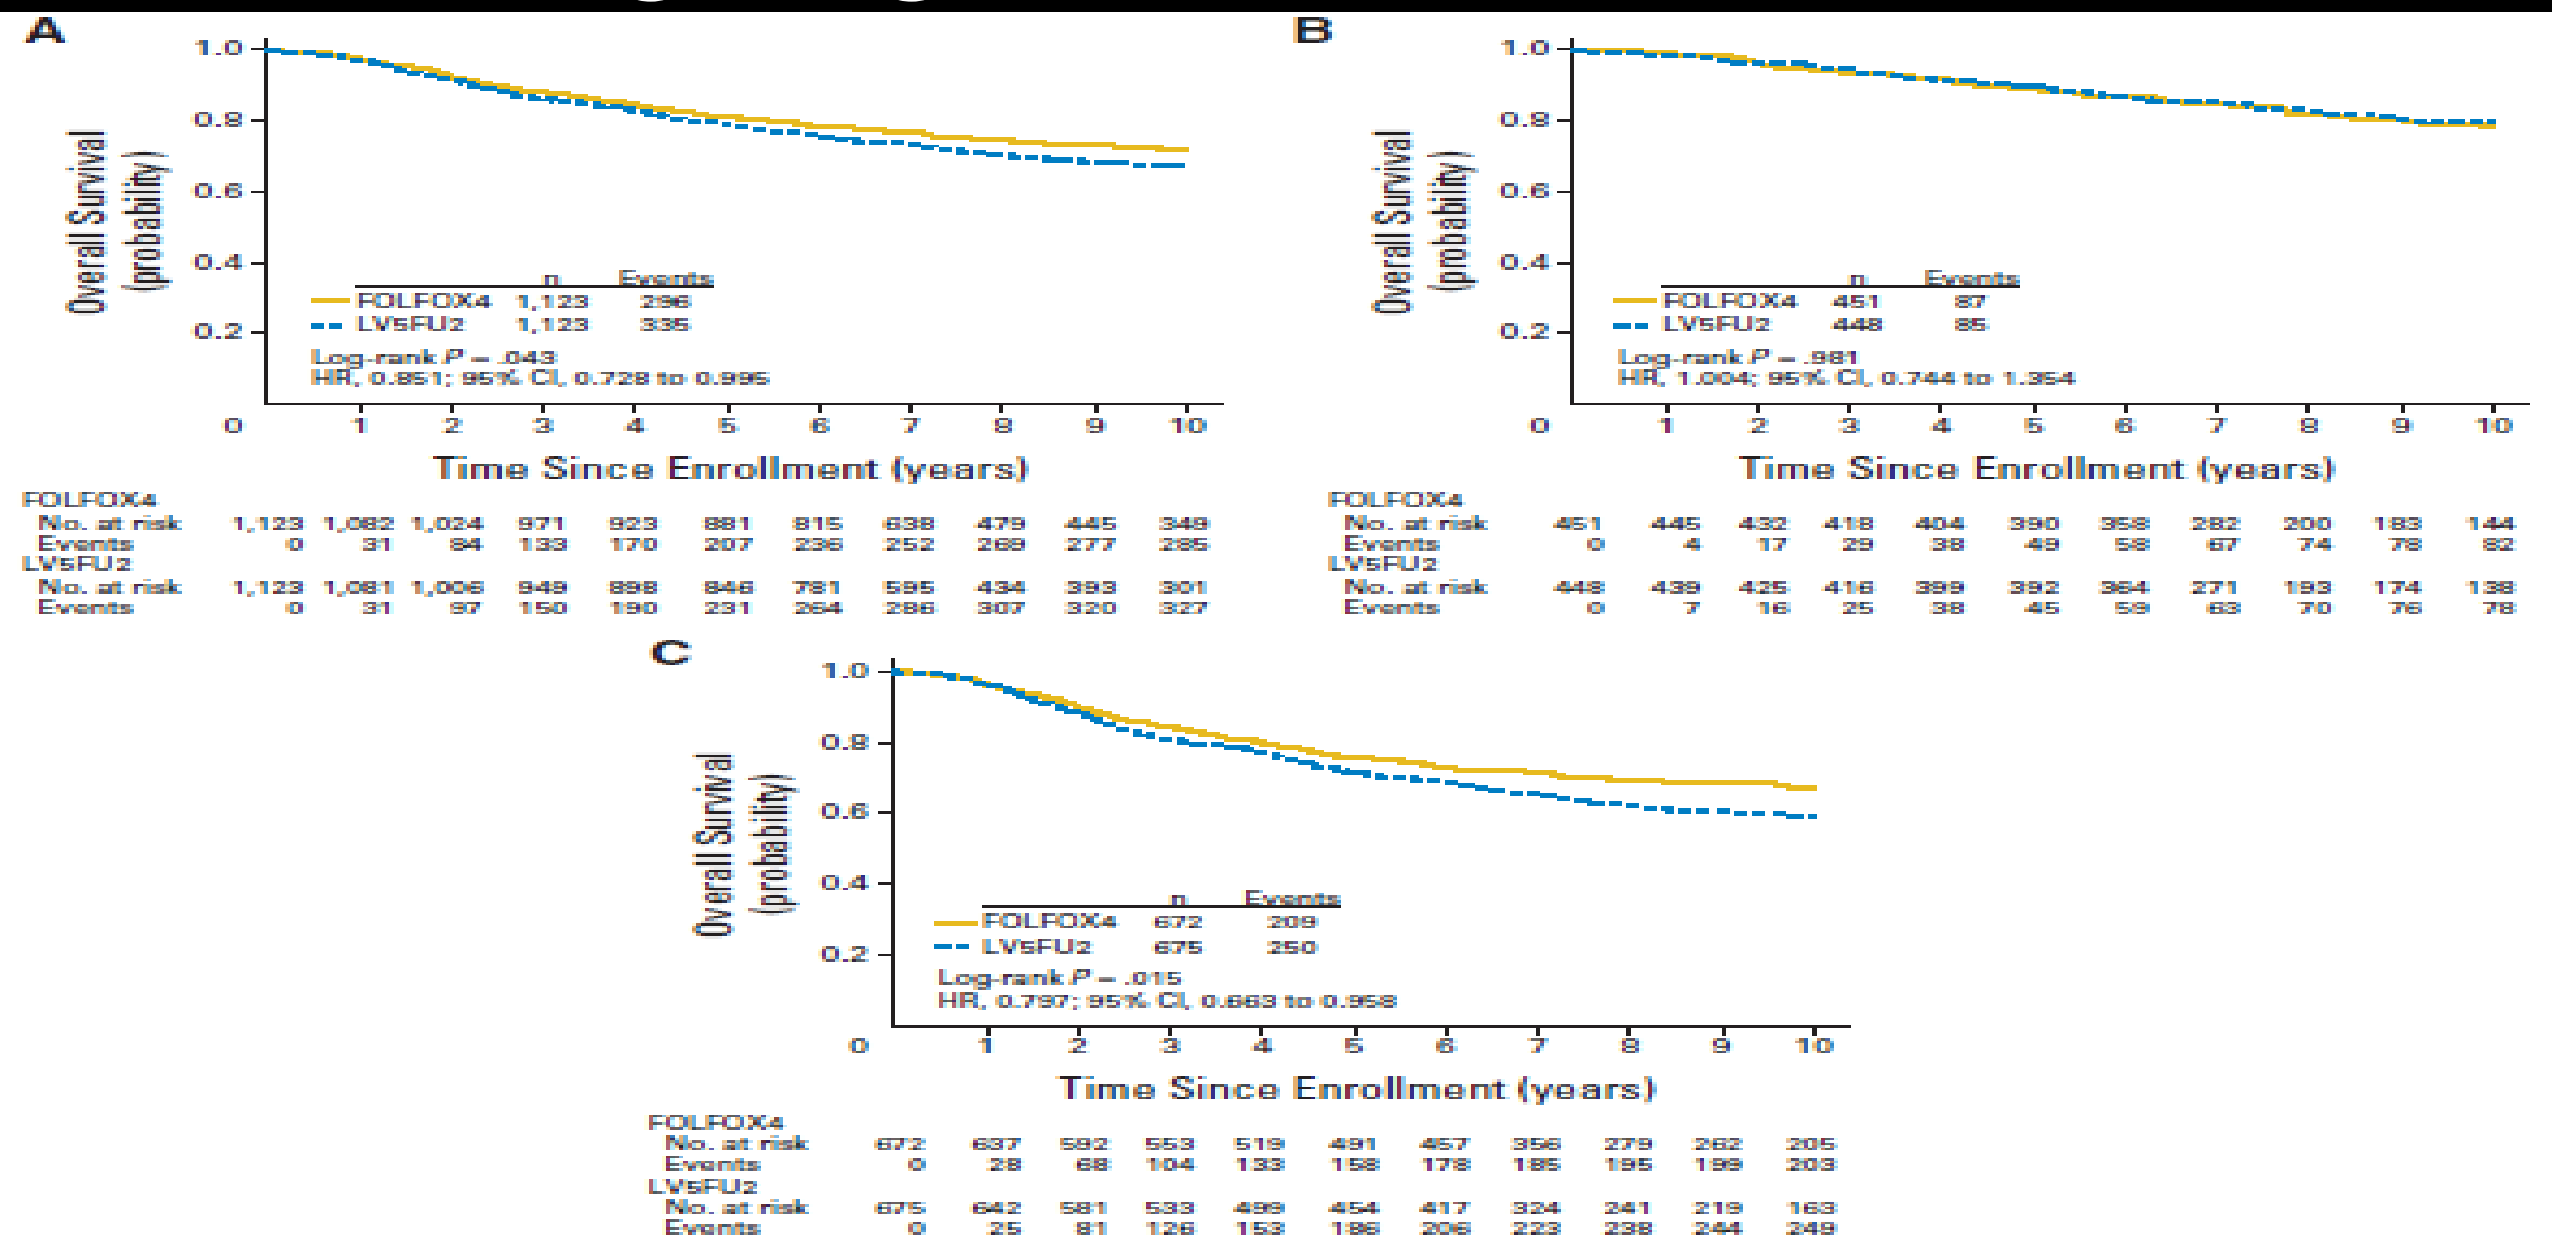 A
1.0
0.8
0.6
0.4
0.2
Overall Survival
(probability)
n Events
FOLFOX4 1,123 296
LV5FU2 1,123 335
Log-rank P = .043
HR, 0.851; 95% CI, 0.728 to 0.995
0 1 2 3 4 5 6 7 8 9 10
Time Since Enrollment (years)
FOLFOX4
No. at risk 1,123 1,082 1,024 971 923 881 815 638 479 445 349
Events 0 31 84 133 170 207 236 252 269 277 285
LV5FU2
No. at risk 1,123 1,081 1,006 949 898 846 781 595 434 393 301
Events 0 31 97 150 190 231 264 286 307 320 327
B
1.0
0.8
0.6
0.4
0.2
Overall Survival
(probability)
n Events
FOLFOX4 451 87
LV5FU2 448 85
Log-rank P = .981
HR, 1.004; 95% CI, 0.744 to 1.354
0 1 2 3 4 5 6 7 8 9 10
Time Since Enrollment (years)
FOLFOX4
No. at risk 451 445 432 418 404 390 358 282 200 183 144
Events 0 4 17 29 38 49 58 67 74 78 82
LV5FU2
No. at risk 448 439 425 416 399 392 364 271 193 174 138
Events 0 7 16 25 38 45 59 63 70 76 78
C
1.0
0.8
0.6
0.4
0.2
Overall Survival
(probability)
n Events
FOLFOX4 672 209
LV5FU2 675 250
Log-rank P = .015
HR, 0.797; 95% CI, 0.663 to 0.958
0 1 2 3 4 5 6 7 8 9 10
Time Since Enrollment (years)
FOLFOX4
No. at risk 672 637 592 553 519 491 457 356 279 262 205
Events 0 28 68 104 133 158 178 185 195 199 203
LV5FU2
No. at risk 675 642 581 533 499 454 417 324 241 219 163
Events 0 25 81 126 153 186 206 223 238 244 249